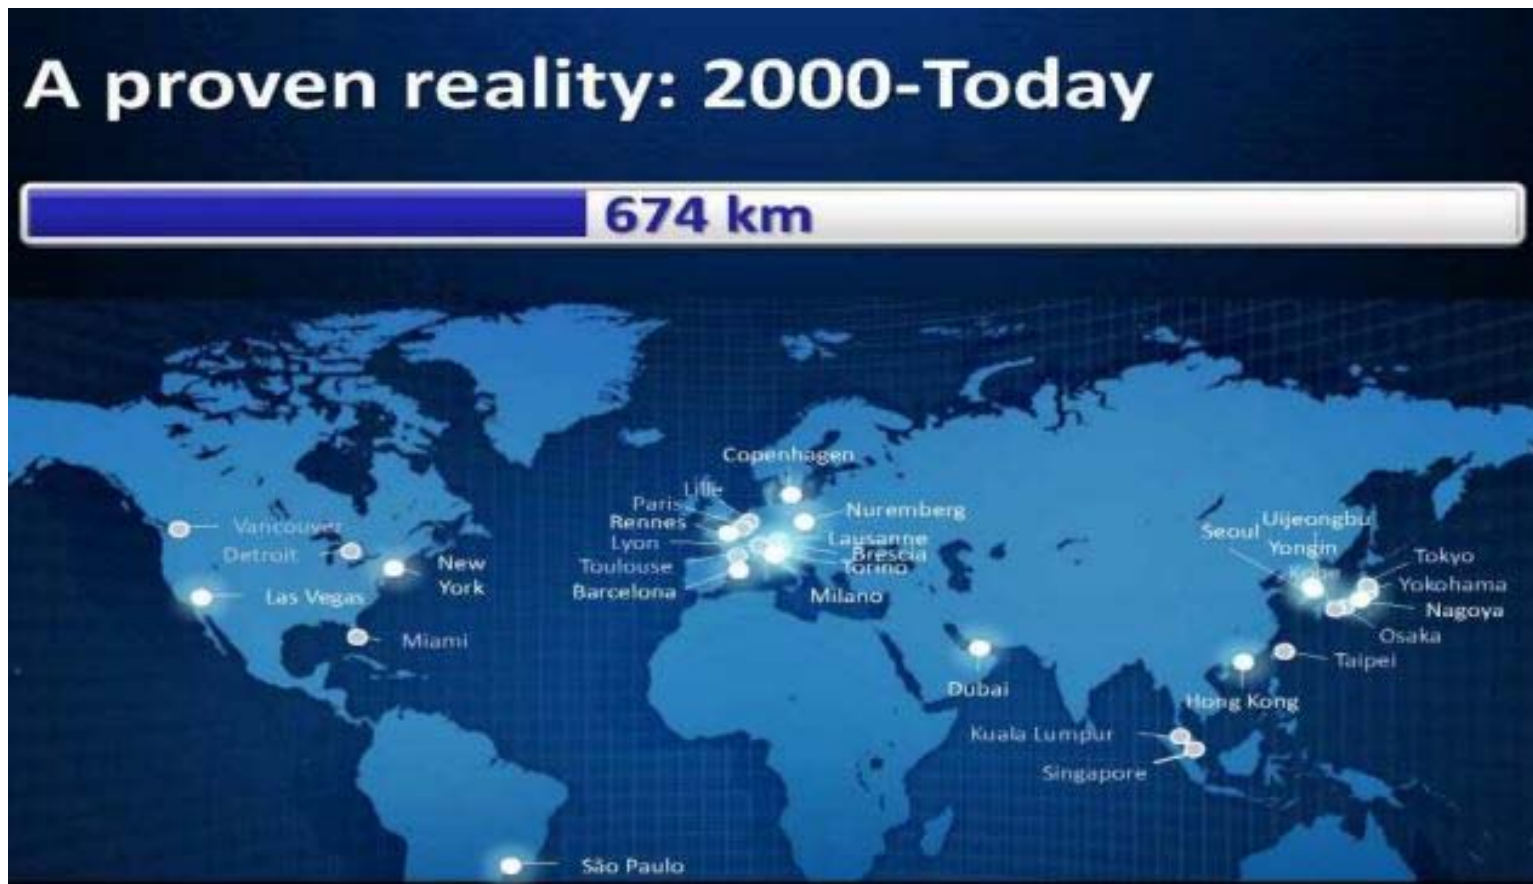 A proven reality: 2000-Today
674 km
Copenhagen
Lille
Paris
Rennes
Nuremberg
Lyon
Lausanne
Brescia
Toulouse
Torino
Barcelona
Milano
Vancouver
Detroit
New
York
Las Vegas
Miami
São Paulo
Dubai
Seoul
Uijeongbu
Yongin
Tokyo
Yokohama
Nagoya
Osaka
Taipei
Hong Kong
Kuala Lumpur
Singapore